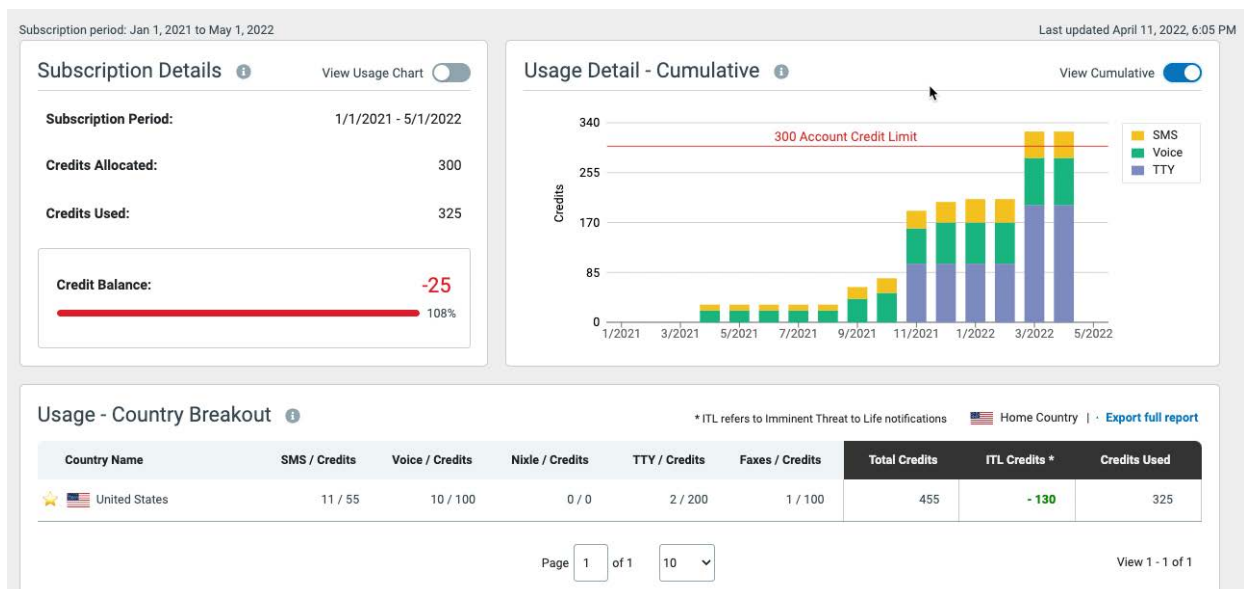 Subscription period: Jan 1, 2021 to May 1, 2022
Last updated April 11, 2022, 6:05 PM
Subscription Details
View Usage Chart
Subscription Period: 1/1/2021 - 5/1/2022
Credits Allocated: 300
Credits Used: 325
Credit Balance: -25
108%
Usage Detail - Cumulative
View Cumulative
340
300 Account Credit Limit
255
170
85
0
Credits
1/2021 3/2021 5/2021 7/2021 9/2021 11/2021 1/2022 3/2022 5/2022
SMS
Voice
TTY
Usage - Country Breakout
* ITL refers to Imminent Threat to Life notifications
Home Country | · Export full report
Country Name SMS / Credits Voice / Credits Nixle / Credits TTY / Credits Faxes / Credits Total Credits ITL Credits * Credits Used
United States 11 / 55 10 / 100 0 / 0 2 / 200 1 / 100 455 - 130 325
Page 1 of 1 10
View 1 - 1 of 1